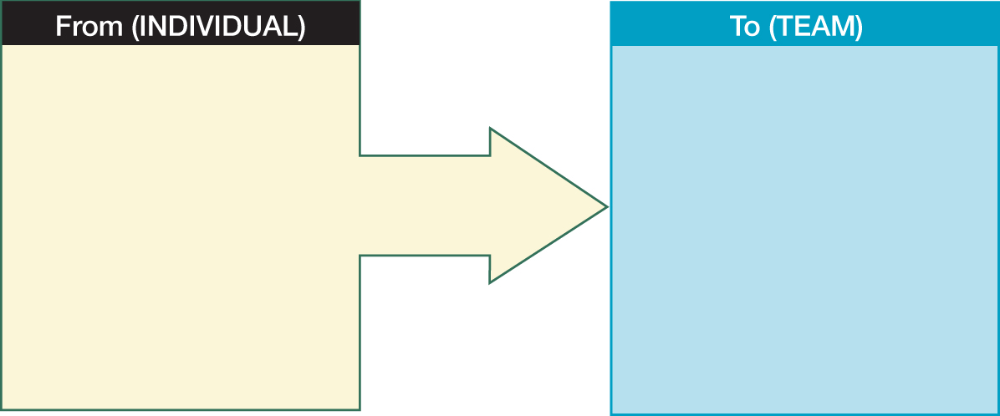 From (INDIVIDUAL)
To (TEAM)